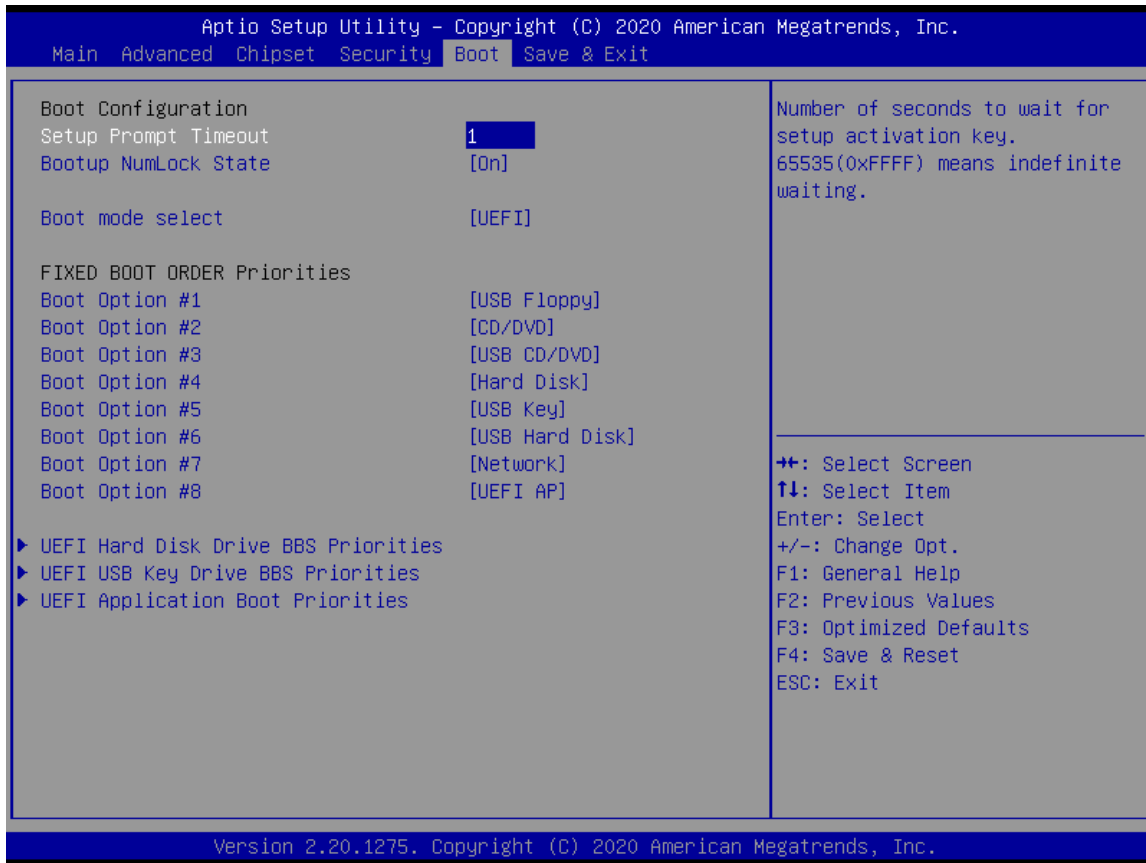 Aptio Setup Utility – Copyright (C) 2020 American Megatrends, Inc.
Main Advanced Chipset Security Boot Save & Exit
Boot Configuration
Setup Prompt Timeout 1
Bootup NumLock State [On]
Boot mode select [UEFI]
FIXED BOOT ORDER Priorities
Boot Option #1 [USB Floppy]
Boot Option #2 [CD/DVD]
Boot Option #3 [USB CD/DVD]
Boot Option #4 [Hard Disk]
Boot Option #5 [USB Key]
Boot Option #6 [USB Hard Disk]
Boot Option #7 [Network]
Boot Option #8 [UEFI AP]
▶ UEFI Hard Disk Drive BBS Priorities
▶ UEFI USB Key Drive BBS Priorities
▶ UEFI Application Boot Priorities
Number of seconds to wait for
setup activation key.
65535(0xFFFF) means indefinite
waiting.
→←: Select Screen
↑↓: Select Item
Enter: Select
+/-: Change Opt.
F1: General Help
F2: Previous Values
F3: Optimized Defaults
F4: Save & Reset
ESC: Exit
Version 2.20.1275. Copyright (C) 2020 American Megatrends, Inc.